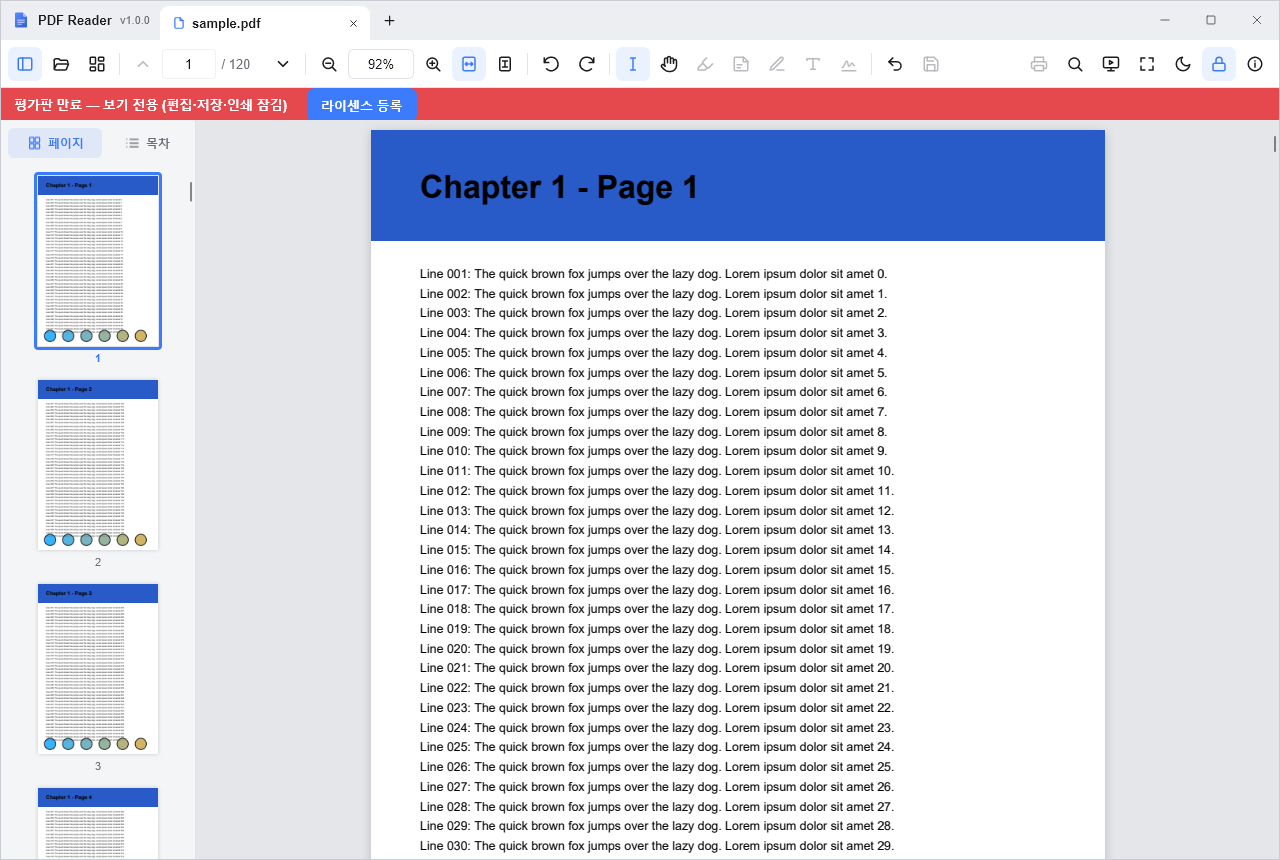 PDF Reader v1.0.0
sample.pdf
1 / 120
92%
평가판 만료 — 보기 전용 (편집·저장·인쇄 잠김)
라이센스 등록
페이지
목차
Chapter 1 - Page 1
1
Chapter 1 - Page 2
2
Chapter 1 - Page 3
3
Chapter 1 - Page 4
Chapter 1 - Page 1
Line 001: The quick brown fox jumps over the lazy dog. Lorem ipsum dolor sit amet 0.
Line 002: The quick brown fox jumps over the lazy dog. Lorem ipsum dolor sit amet 1.
Line 003: The quick brown fox jumps over the lazy dog. Lorem ipsum dolor sit amet 2.
Line 004: The quick brown fox jumps over the lazy dog. Lorem ipsum dolor sit amet 3.
Line 005: The quick brown fox jumps over the lazy dog. Lorem ipsum dolor sit amet 4.
Line 006: The quick brown fox jumps over the lazy dog. Lorem ipsum dolor sit amet 5.
Line 007: The quick brown fox jumps over the lazy dog. Lorem ipsum dolor sit amet 6.
Line 008: The quick brown fox jumps over the lazy dog. Lorem ipsum dolor sit amet 7.
Line 009: The quick brown fox jumps over the lazy dog. Lorem ipsum dolor sit amet 8.
Line 010: The quick brown fox jumps over the lazy dog. Lorem ipsum dolor sit amet 9.
Line 011: The quick brown fox jumps over the lazy dog. Lorem ipsum dolor sit amet 10.
Line 012: The quick brown fox jumps over the lazy dog. Lorem ipsum dolor sit amet 11.
Line 013: The quick brown fox jumps over the lazy dog. Lorem ipsum dolor sit amet 12.
Line 014: The quick brown fox jumps over the lazy dog. Lorem ipsum dolor sit amet 13.
Line 015: The quick brown fox jumps over the lazy dog. Lorem ipsum dolor sit amet 14.
Line 016: The quick brown fox jumps over the lazy dog. Lorem ipsum dolor sit amet 15.
Line 017: The quick brown fox jumps over the lazy dog. Lorem ipsum dolor sit amet 16.
Line 018: The quick brown fox jumps over the lazy dog. Lorem ipsum dolor sit amet 17.
Line 019: The quick brown fox jumps over the lazy dog. Lorem ipsum dolor sit amet 18.
Line 020: The quick brown fox jumps over the lazy dog. Lorem ipsum dolor sit amet 19.
Line 021: The quick brown fox jumps over the lazy dog. Lorem ipsum dolor sit amet 20.
Line 022: The quick brown fox jumps over the lazy dog. Lorem ipsum dolor sit amet 21.
Line 023: The quick brown fox jumps over the lazy dog. Lorem ipsum dolor sit amet 22.
Line 024: The quick brown fox jumps over the lazy dog. Lorem ipsum dolor sit amet 23.
Line 025: The quick brown fox jumps over the lazy dog. Lorem ipsum dolor sit amet 24.
Line 026: The quick brown fox jumps over the lazy dog. Lorem ipsum dolor sit amet 25.
Line 027: The quick brown fox jumps over the lazy dog. Lorem ipsum dolor sit amet 26.
Line 028: The quick brown fox jumps over the lazy dog. Lorem ipsum dolor sit amet 27.
Line 029: The quick brown fox jumps over the lazy dog. Lorem ipsum dolor sit amet 28.
Line 030: The quick brown fox jumps over the lazy dog. Lorem ipsum dolor sit amet 29.